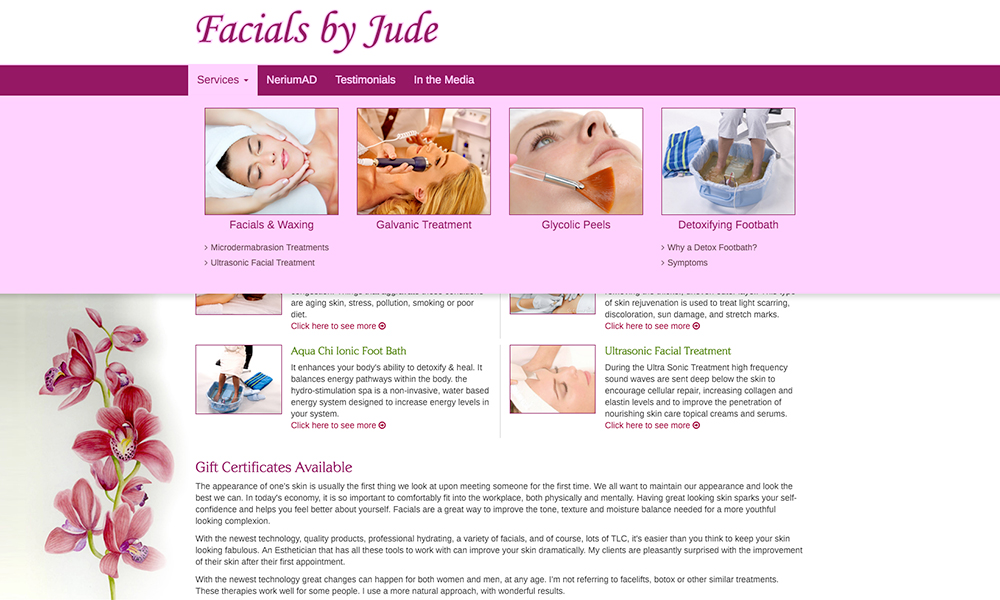 Facials by Jude
Services
NeriumAD
Testimonials
In the Media
Facials & Waxing
Galvanic Treatment
Glycolic Peels
Detoxifying Footbath
Microdermabrasion Treatments
Ultrasonic Facial Treatment
Why a Detox Footbath?
Symptoms
are aging skin, stress, pollution, smoking or poor
diet.
Click here to see more
of skin rejuvenation is used to treat light scarring,
discoloration, sun damage, and stretch marks.
Click here to see more
Aqua Chi Ionic Foot Bath
It enhances your body's ability to detoxify & heal. It
balances energy pathways within the body. the
hydro-stimulation spa is a non-invasive, water based
energy system designed to increase energy levels in
your system.
Click here to see more
Ultrasonic Facial Treatment
During the Ultra Sonic Treatment high frequency
sound waves are sent deep below the skin to
encourage cellular repair, increasing collagen and
elastin levels and to improve the penetration of
nourishing skin care topical creams and serums.
Click here to see more
Gift Certificates Available
The appearance of one's skin is usually the first thing we look at upon meeting someone for the first time. We all want to maintain our appearance and look the
best we can. In today's economy, it is so important to comfortably fit into the workplace, both physically and mentally. Having great looking skin sparks your self-
confidence and helps you feel better about yourself. Facials are a great way to improve the tone, texture and moisture balance needed for a more youthful
looking complexion.
With the newest technology, quality products, professional hydrating, a variety of facials, and of course, lots of TLC, it's easier than you think to keep your skin
looking fabulous. An Esthetician that has all these tools to work with can improve your skin dramatically. My clients are pleasantly surprised with the improvement
of their skin after their first appointment.
With the newest technology great changes can happen for both women and men, at any age. I'm not referring to facelifts, botox or other similar treatments.
These therapies work well for some people. I use a more natural approach, with wonderful results.